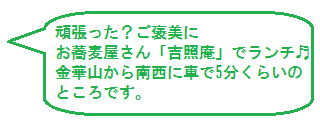 頑張った？ご褒美に
お蕎麦屋さん「吉照庵」でランチ♬
金華山から南西に車で5分くらいの
ところです。